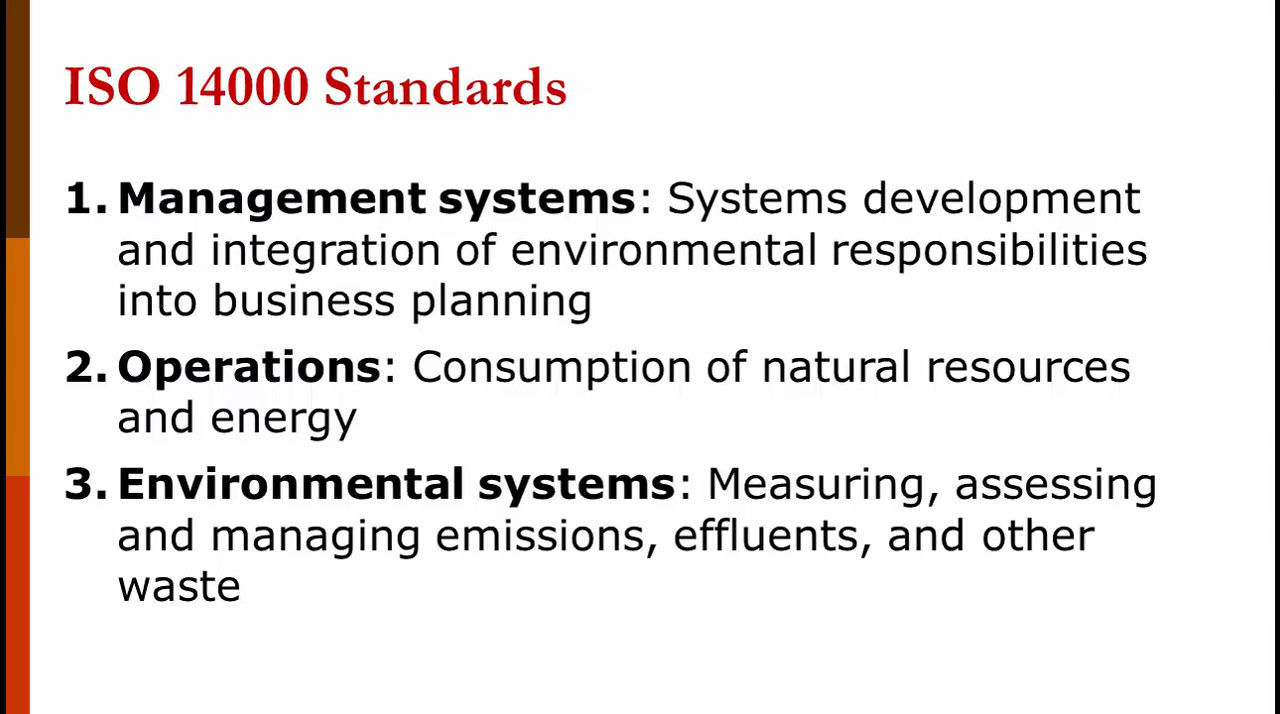 ISO 14000 Standards
1. Management systems: Systems development
and integration of environmental responsibilities
into business planning
2. Operations: Consumption of natural resources
and energy
3. Environmental systems: Measuring, assessing
and managing emissions, effluents, and other
waste